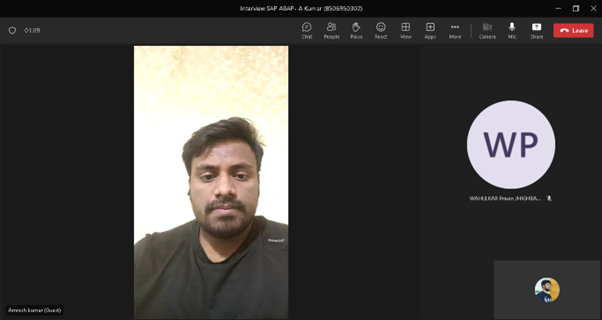 Interview SAP ABAP- A Kumar (8506950302)
01:09
Chat People Raise React View Apps More Camera Mic Share Leave
WP
WAHULKAR Pravin /HIGHBA...
Amresh kumar (Guest)